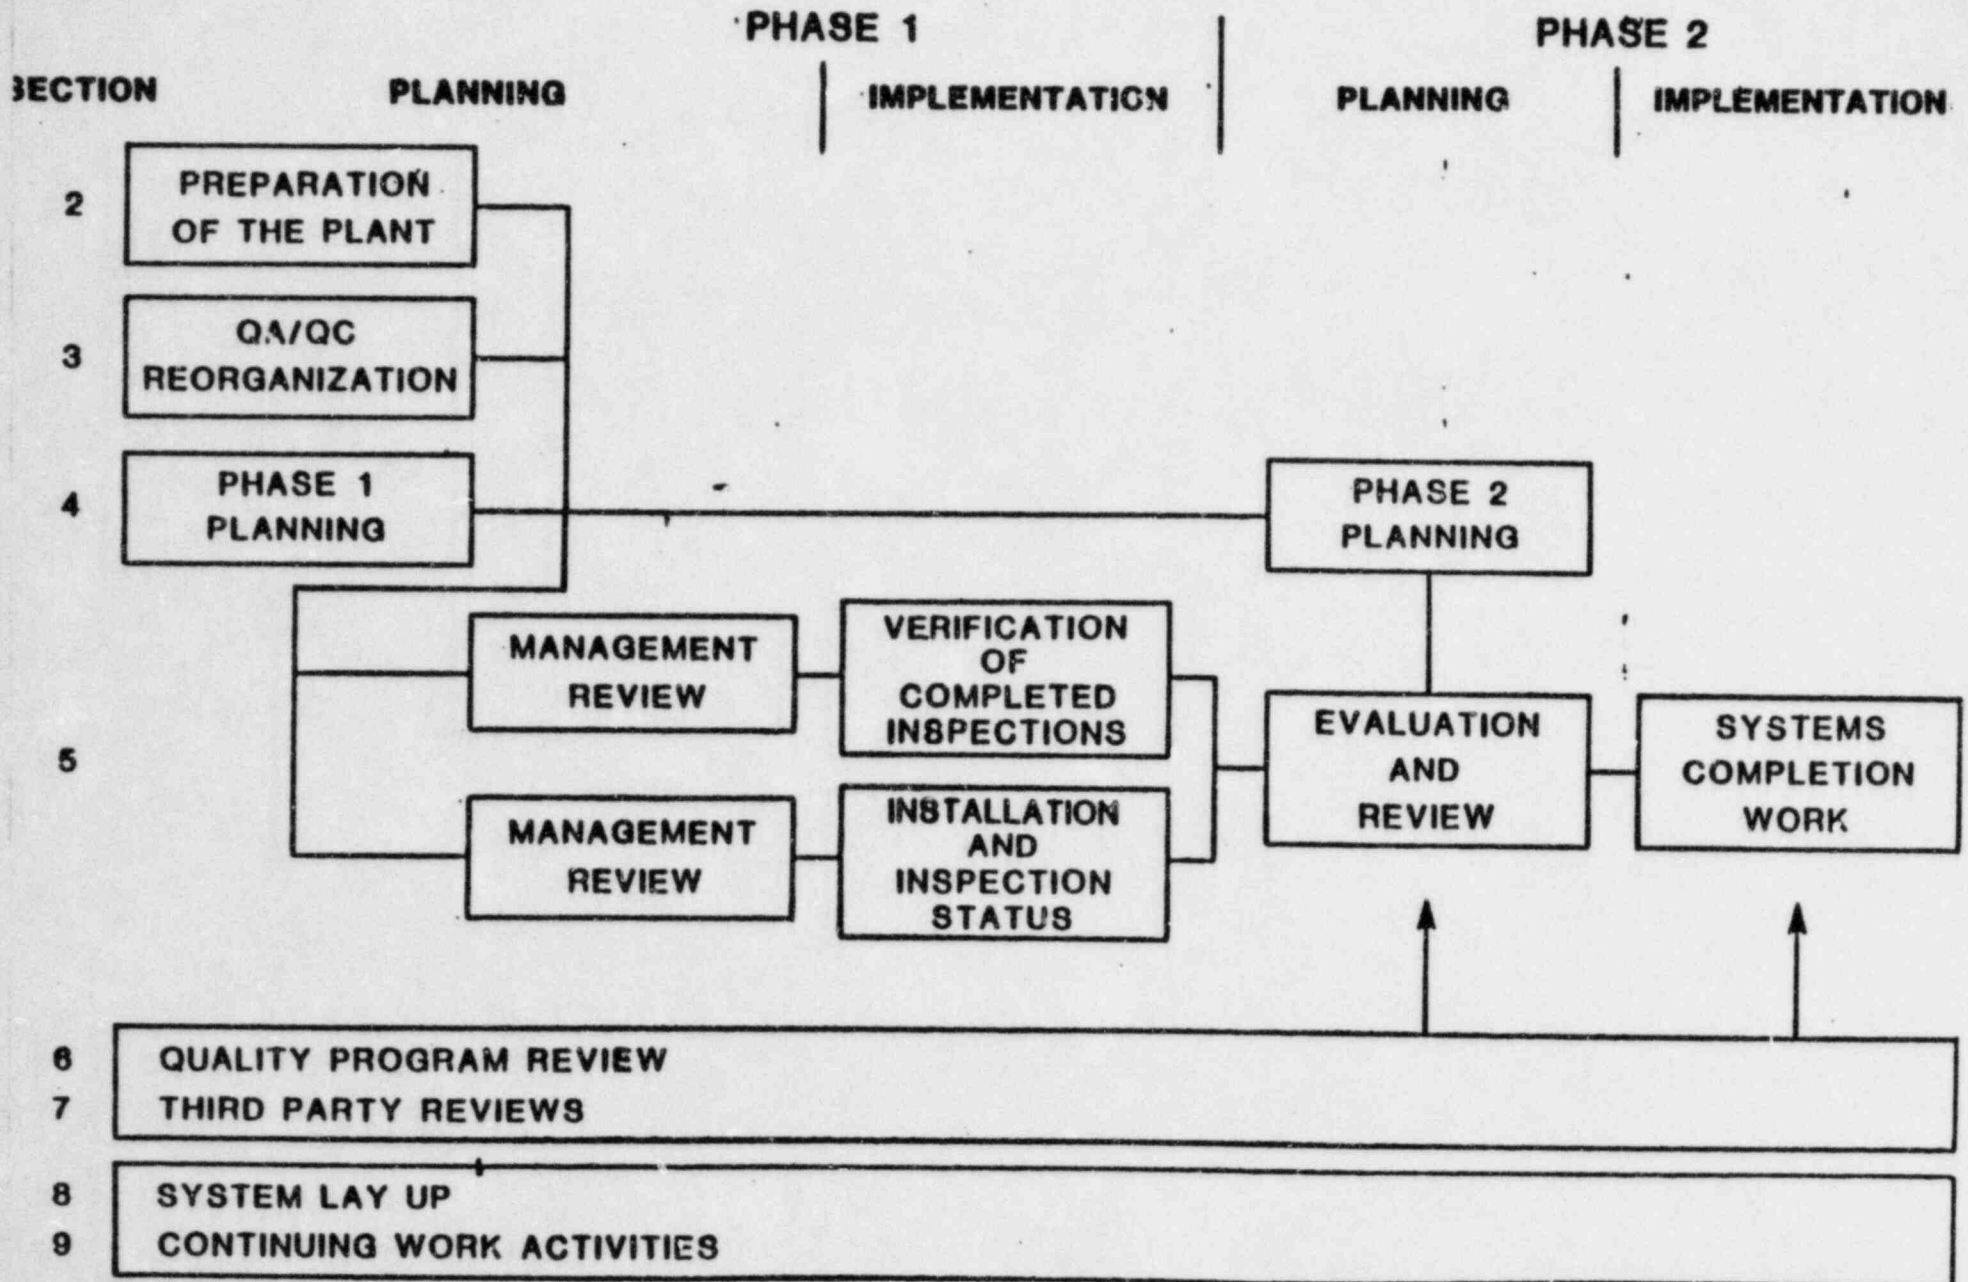 PHASE 1
PHASE 2
SECTION PLANNING IMPLEMENTATION PLANNING IMPLEMENTATION
2
PREPARATION
OF THE PLANT
3
QA/QC
REORGANIZATION
4
PHASE 1
PLANNING
PHASE 2
PLANNING
5
MANAGEMENT
REVIEW
VERIFICATION
OF
COMPLETED
INSPECTIONS
MANAGEMENT
REVIEW
INSTALLATION
AND
INSPECTION
STATUS
EVALUATION
AND
REVIEW
SYSTEMS
COMPLETION
WORK
6 QUALITY PROGRAM REVIEW
7 THIRD PARTY REVIEWS
8 SYSTEM LAY UP
9 CONTINUING WORK ACTIVITIES